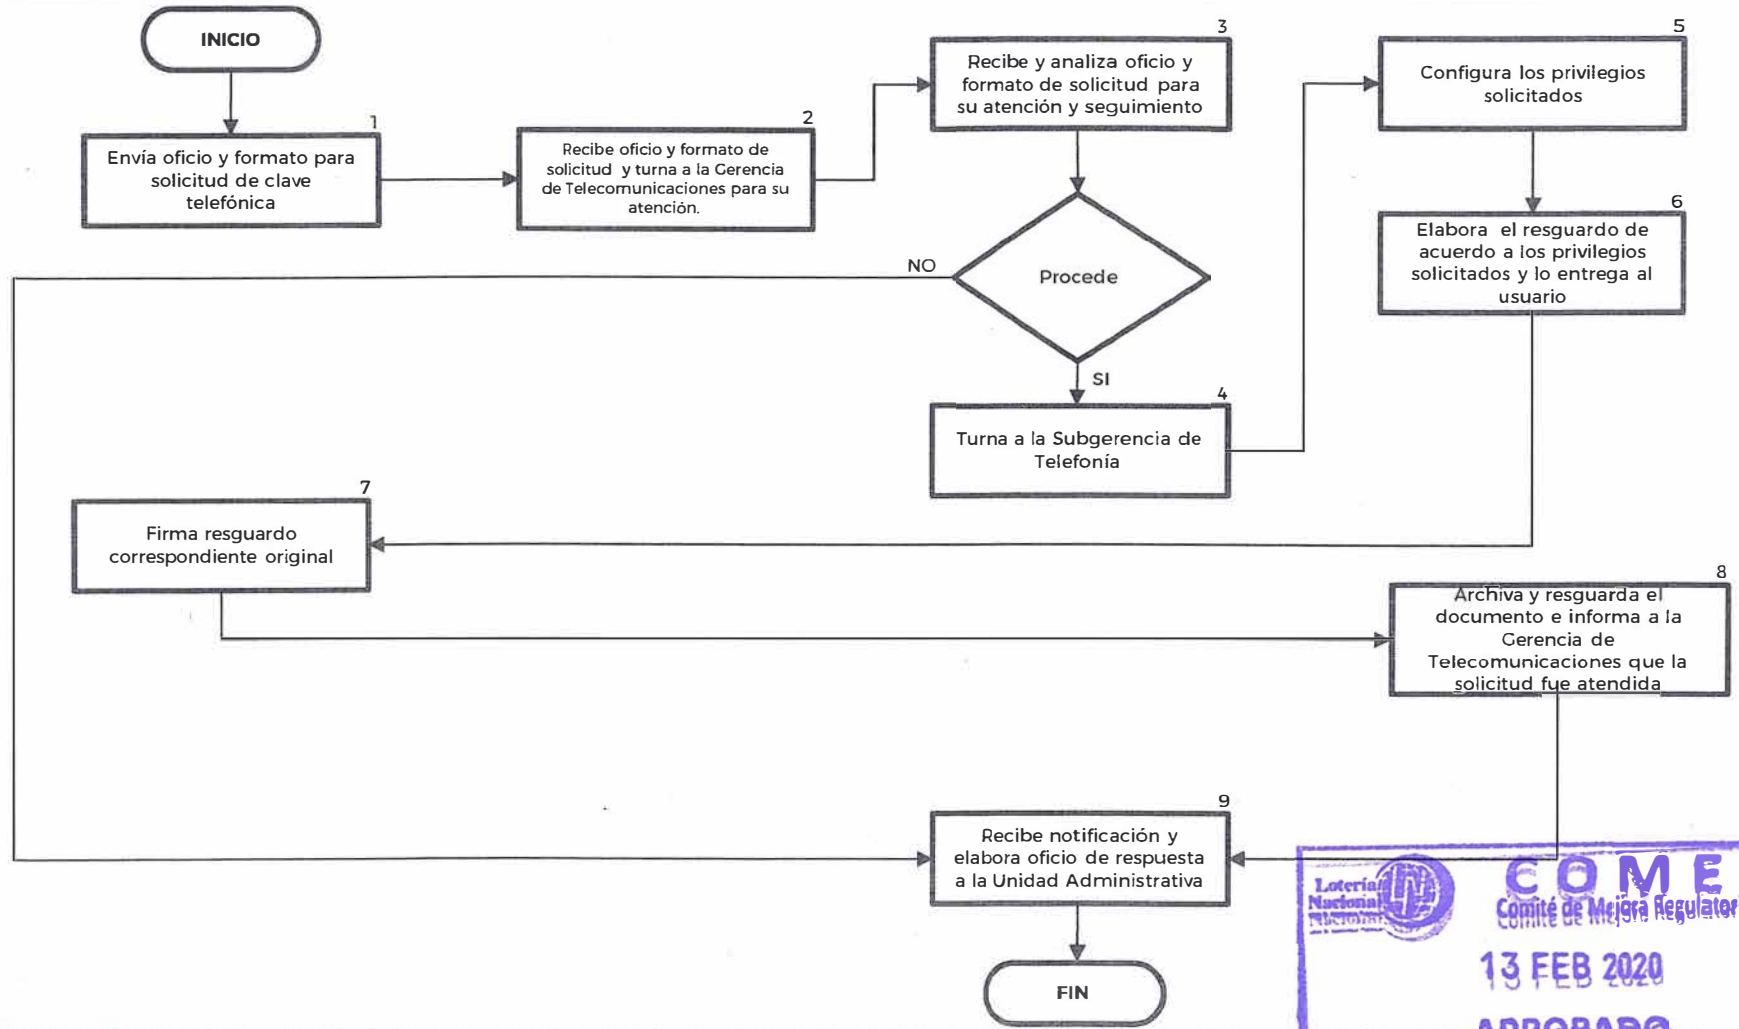 INICIO
1
Envía oficio y formato para
solicitud de clave
telefónica
2
Recibe oficio y formato de
solicitud y turna a la Gerencia
de Telecomunicaciones para su
atención.
3
Recibe y analiza oficio y
formato de solicitud para
su atención y seguimiento
Procede
NO
SI
4
Turna a la Subgerencia de
Telefonía
5
Configura los privilegios
solicitados
6
Elabora el resguardo de
acuerdo a los privilegios
solicitados y lo entrega al
usuario
7
Firma resguardo
correspondiente original
8
Archiva y resguarda el
documento e informa a la
Gerencia de
Telecomunicaciones que la
solicitud fue atendida
9
Recibe notificación y
elabora oficio de respuesta
a la Unidad Administrativa
FIN
Lotería
Nacional
COME
Comité de Mejora Regulator
13 FEB 2020
APROBADO